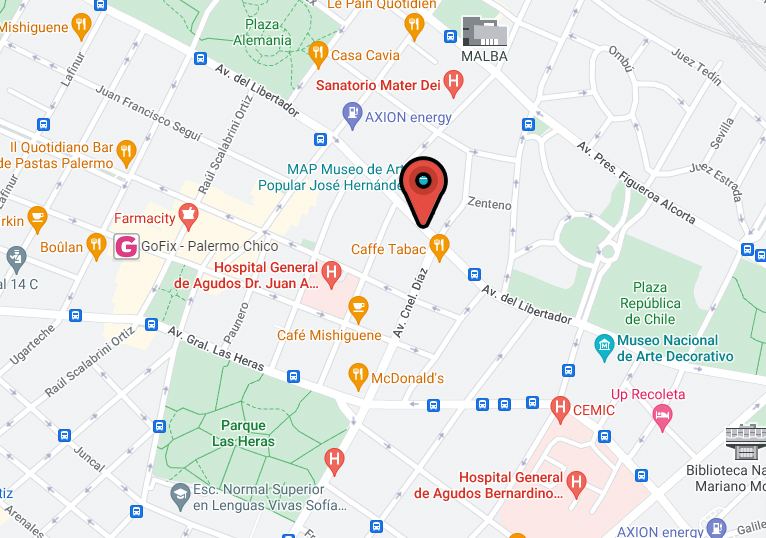 Le Pain Quotidien
Mishiguene
Plaza
Alemania
Casa Cavia
MALBA
Ombú
Juez Tedín
Lafinur
Av. del Libertador
Sanatorio Mater Dei
H
Juan Francisco Seguí
AXION energy
Sevilla
Il Quotidiano Bar
de Pastas Palermo
Raúl Scalabrini Ortiz
Av. Pres. Figueroa Alcorta
MAP Museo de Art
Popular José Hernánde
Juez Estrada
Lafinur
Zenteno
rkin
Farmacity
Boûlan
G
GoFix - Palermo Chico
Caffe Tabac
al 14 C
Hospital General
de Agudos Dr. Juan A...
H
Av. Cnel. Díaz
Av. del Libertador
Plaza
República
de Chile
Paunero
Ugarteche
Raúl Scalabrini Ortiz
Av. Gral. Las Heras
Café Mishiguene
Museo Nacional
de Arte Decorativo
McDonald's
Up Recoleta
H
CEMIC
Parque
Las Heras
Juncal
H
Hospital General
de Agudos Bernardino...
H
Biblioteca Na
Mariano Mo
tiz
Esc. Normal Superior
en Lenguas Vivas Sofía...
Arenales
AXION energy
Galile